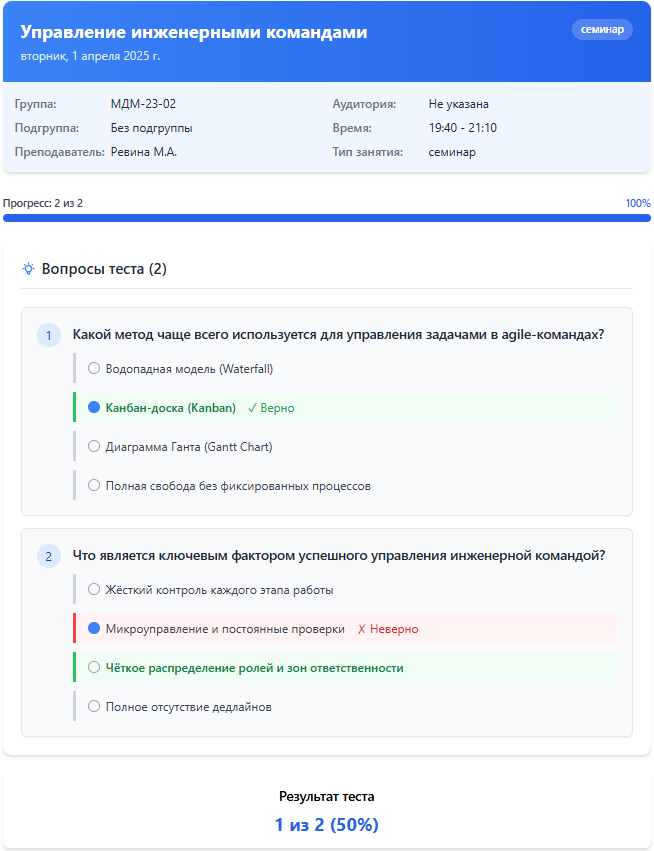 Управление инженерными командами
семинар
вторник, 1 апреля 2025 г.
Группа: МДМ-23-02 Аудитория: Не указана
Подгруппа: Без подгруппы Время: 19:40 - 21:10
Преподаватель: Ревина М.А. Тип занятия: семинар
Прогресс: 2 из 2 100%
Вопросы теста (2)
1 Какой метод чаще всего используется для управления задачами в agile-командах?
Водопадная модель (Waterfall)
Канбан-доска (Kanban) ✓ Верно
Диаграмма Ганта (Gantt Chart)
Полная свобода без фиксированных процессов
2 Что является ключевым фактором успешного управления инженерной командой?
Жёсткий контроль каждого этапа работы
Микроуправление и постоянные проверки ✗ Неверно
Чёткое распределение ролей и зон ответственности
Полное отсутствие дедлайнов
Результат теста
1 из 2 (50%)